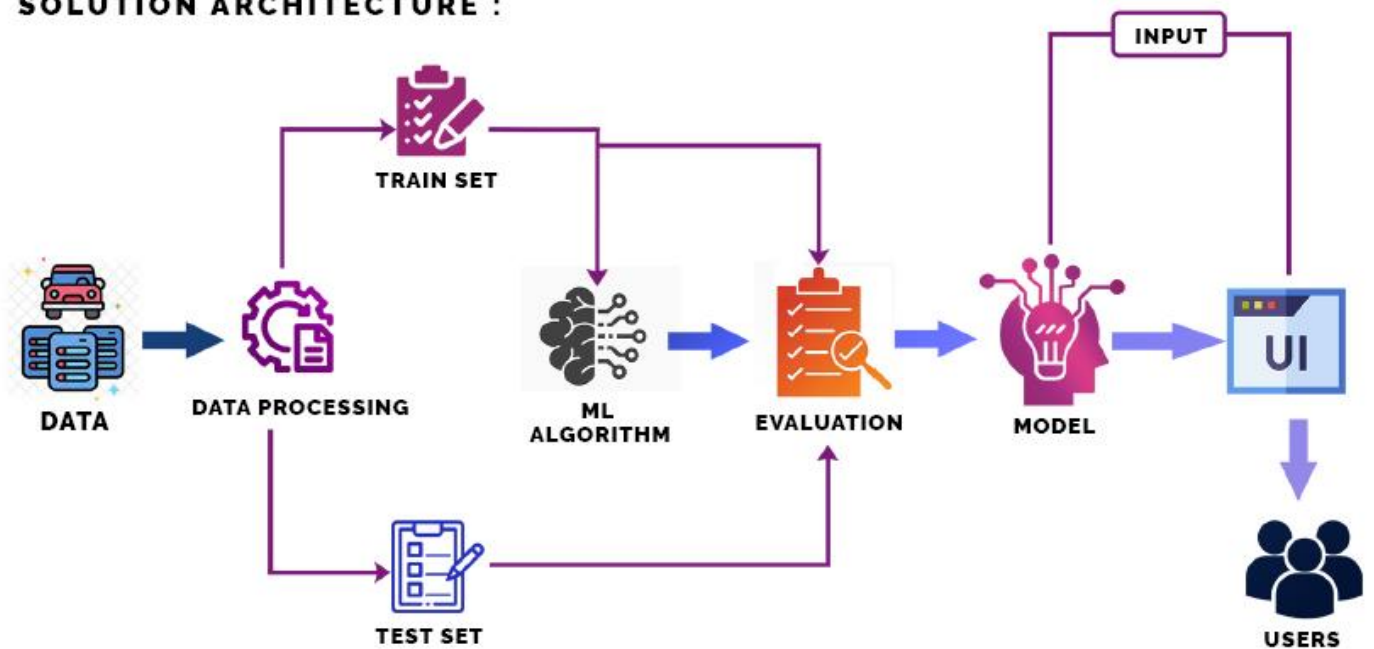 SOLUTION ARCHITECTURE :
INPUT
TRAIN SET
DATA
DATA PROCESSING
ML
ALGORITHM
EVALUATION
MODEL
UI
TEST SET
USERS